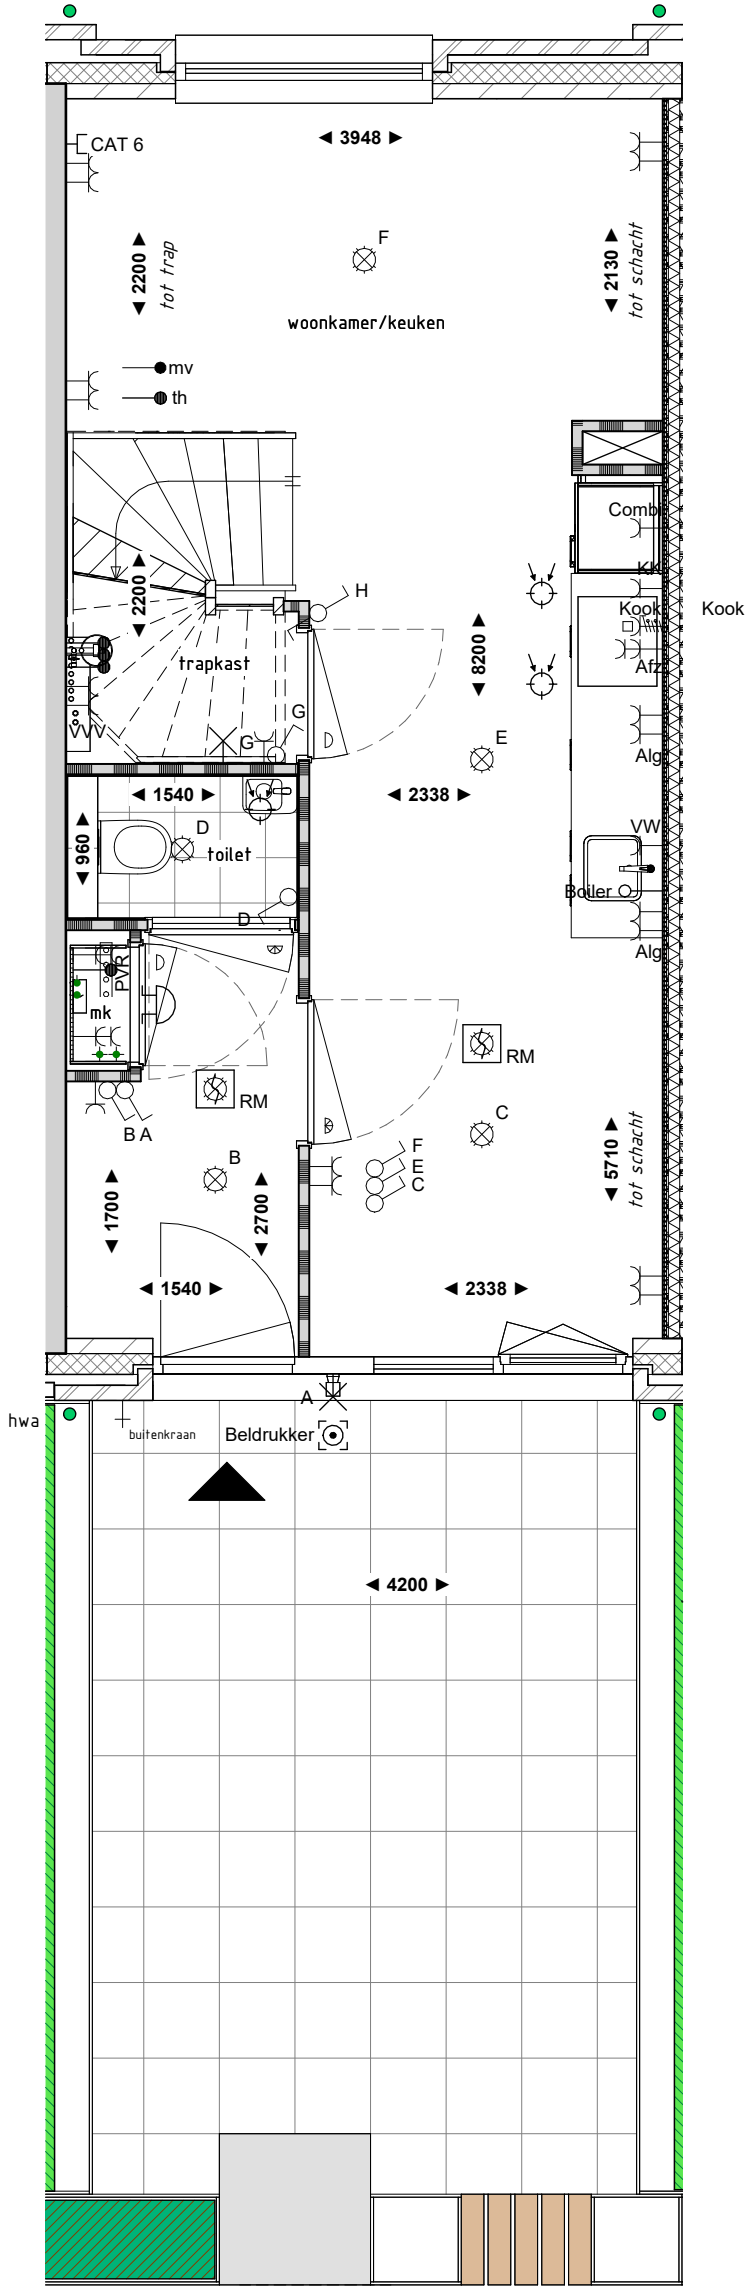 ◄ 3948 ►
CAT 6
F
◄ 2200 ►
tot trap
◄ 2130 ►
tot schacht
woonkamer/keuken
mv
th
Combi
KK
◄ 2200 ►
H
Kook
Kook
◄ 8200 ►
trapkast
Afz
G
VVV
G
E
Alg
◄ 1540 ►
◄ 2338 ►
D
VW
◄ 960 ►
toilet
Boiler
D
Alg
PVR
mk
RM
RM
B A
C
F
E
C
B
◄ 5710 ►
tot schacht
◄ 1700 ►
◄ 2700 ►
◄ 1540 ►
◄ 2338 ►
A
hwa
buitenkraan
Beldrukker
◄ 4200 ►